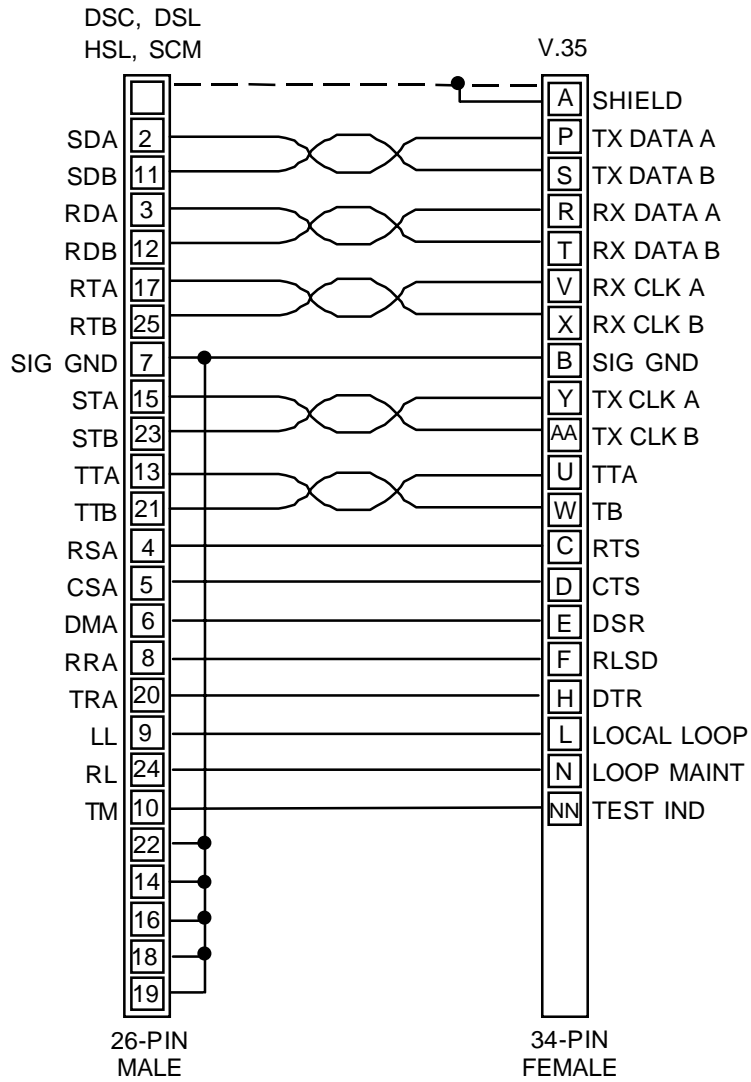 DSC, DSL
HSL, SCM V.35
A SHIELD
SDA 2 P TX DATA A
SDB 11 S TX DATA B
RDA 3 R RX DATA A
RDB 12 T RX DATA B
RTA 17 V RX CLK A
RTB 25 X RX CLK B
SIG GND 7 B SIG GND
STA 15 Y TX CLK A
STB 23 AA TX CLK B
TTA 13 U TTA
TTB 21 W TB
RSA 4 C RTS
CSA 5 D CTS
DMA 6 E DSR
RRA 8 F RLSD
TRA 20 H DTR
LL 9 L LOCAL LOOP
RL 24 N LOOP MAINT
TM 10 NN TEST IND
22
14
16
18
19
26-PIN 34-PIN
MALE FEMALE